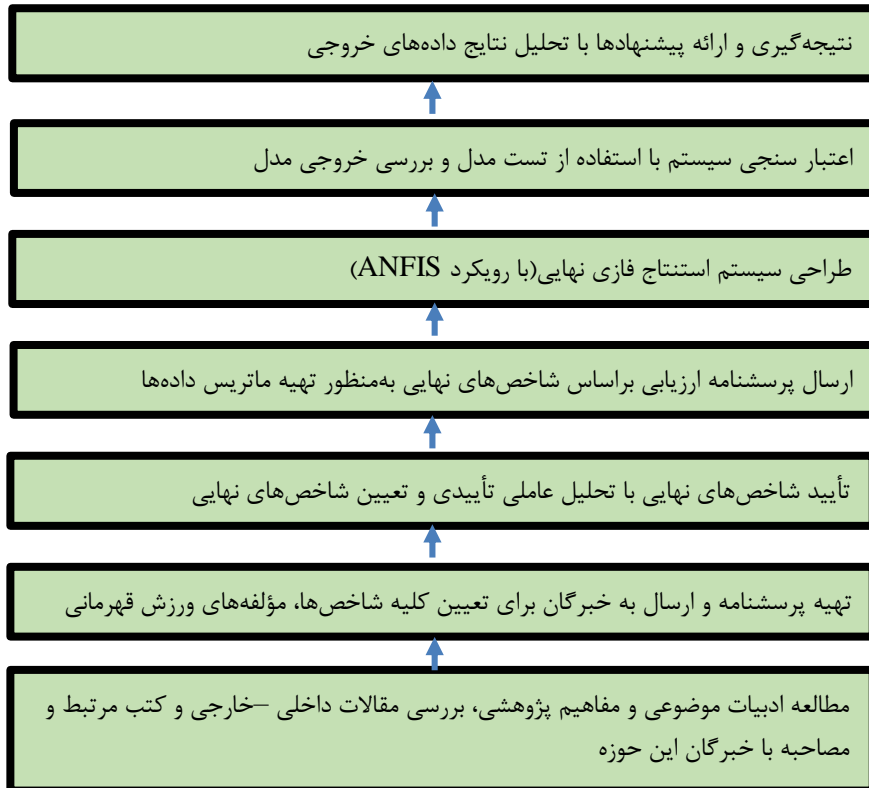 نتیجه‌گیری و ارائه پیشنهادها با تحلیل نتایج داده‌های خروجی
اعتبار سنجی سیستم با استفاده از تست مدل و بررسی خروجی مدل
طراحی سیستم استنتاج فازی نهایی(با رویکرد ANFIS)
ارسال پرسشنامه ارزیابی براساس شاخص‌های نهایی به‌منظور تهیه ماتریس داده‌ها
تأیید شاخص‌های نهایی با تحلیل عاملی تأییدی و تعیین شاخص‌های نهایی
تهیه پرسشنامه و ارسال به خبرگان برای تعیین کلیه شاخص‌ها، مؤلفه‌های ورزش قهرمانی
مطالعه ادبیات موضوعی و مفاهیم پژوهشی، بررسی مقالات داخلی –خارجی و کتب مرتبط و
مصاحبه با خبرگان این حوزه